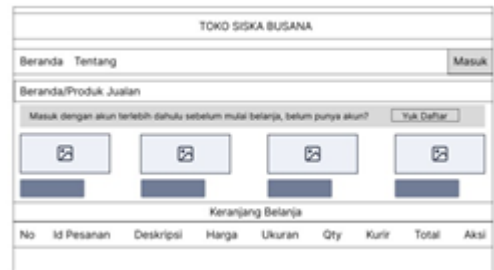 TOKO SISKA BUSANA
Beranda Tentang Masuk
Beranda/Produk Jualan
Masuk dengan akun terlebih dahulu sebelum mulai belanja, belum punya akun? Yuk Daftar
Keranjang Belanja
No Id Pesanan Deskripsi Harga Ukuran Qty Kurir Total Aksi